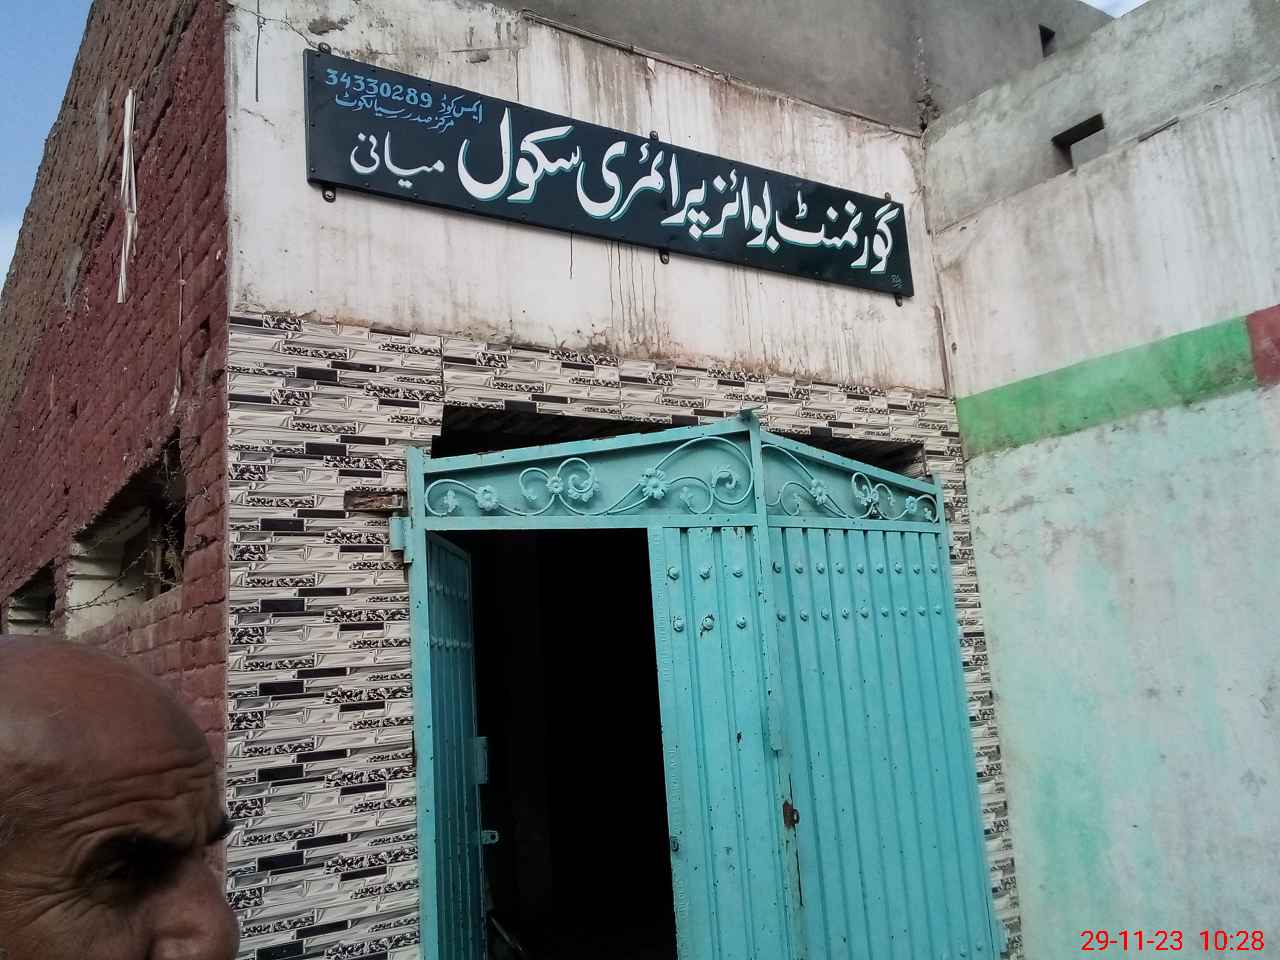 ایمس کوڈ 34330289
مرکز صدر سیالکوٹ
گورنمنٹ بوائز پرائمری سکول میانی
29-11-23 10:28